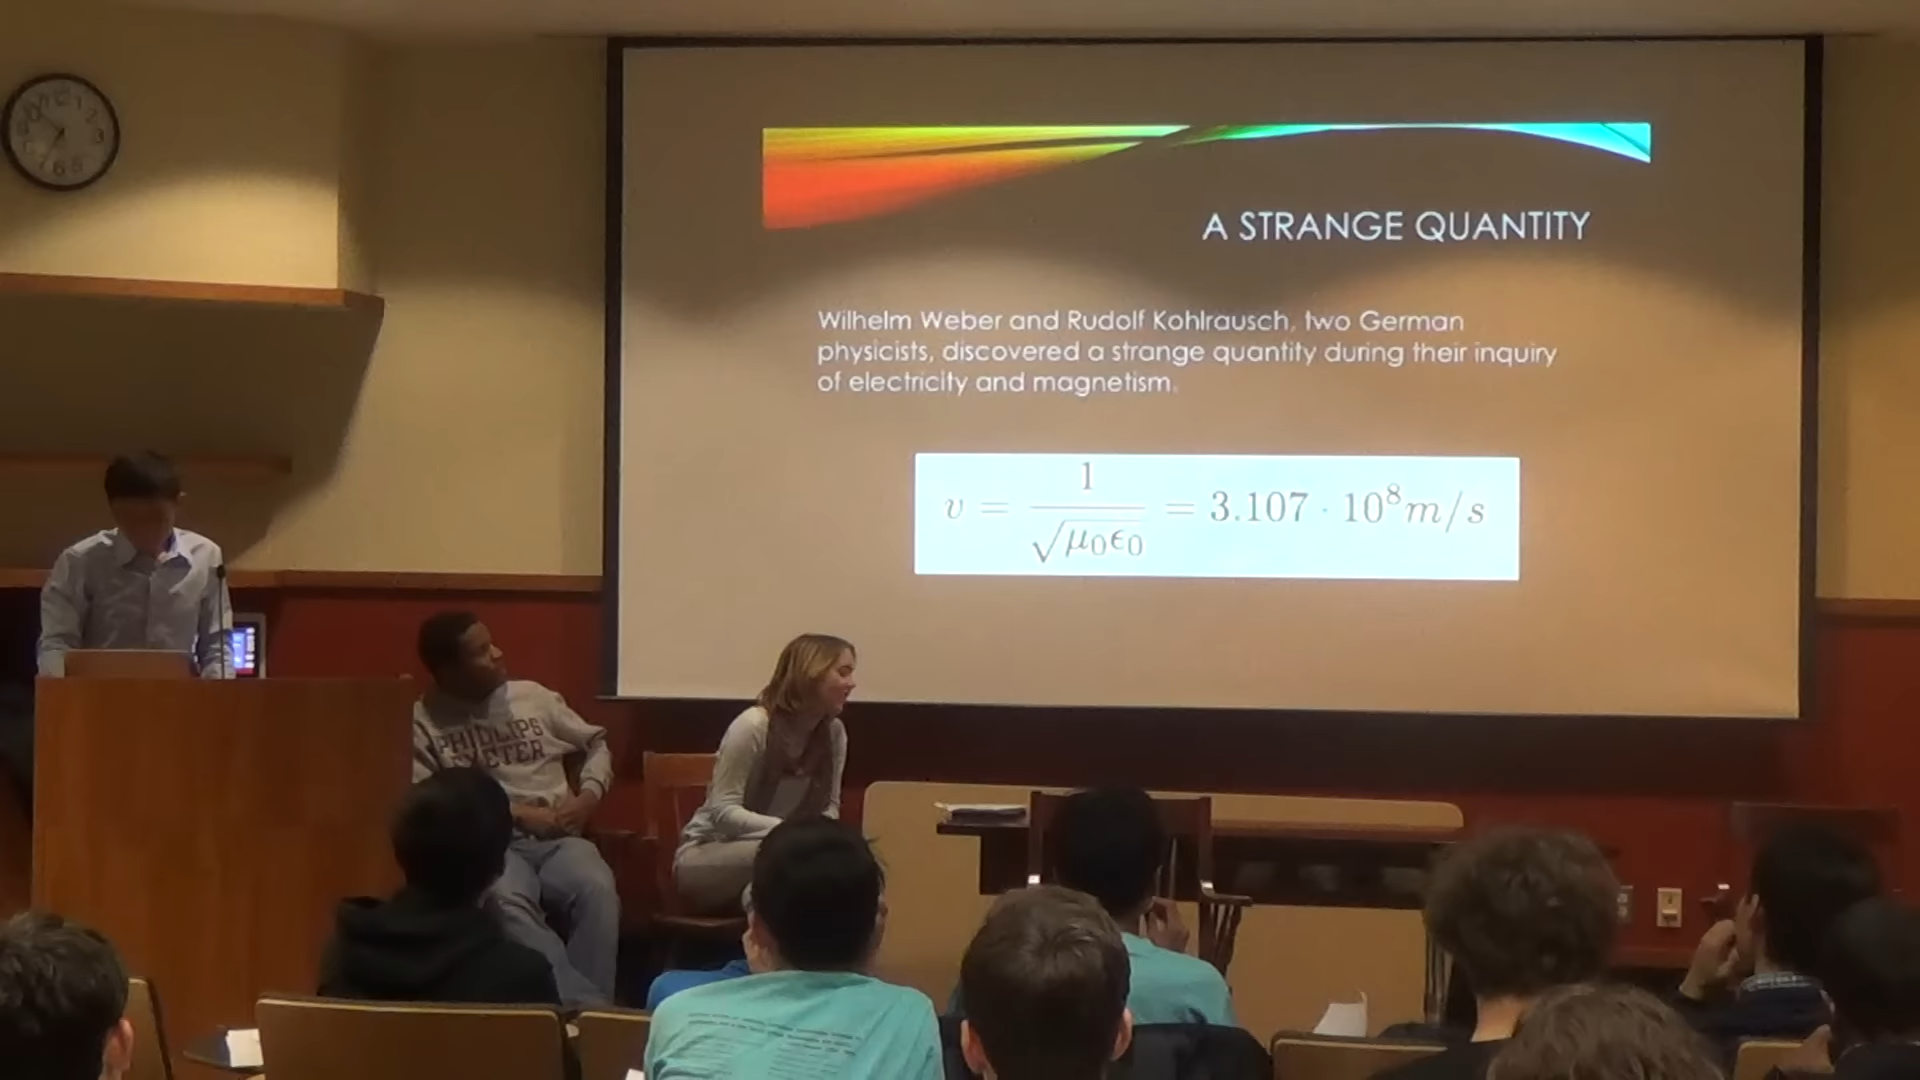 A STRANGE QUANTITY
Wilhelm Weber and Rudolf Kohlrausch, two German
physicists, discovered a strange quantity during their inquiry
of electricity and magnetism.
v = 1 / √μ₀ϵ₀ = 3.107 · 10⁸ m/s
PHILLIPS
EXETER